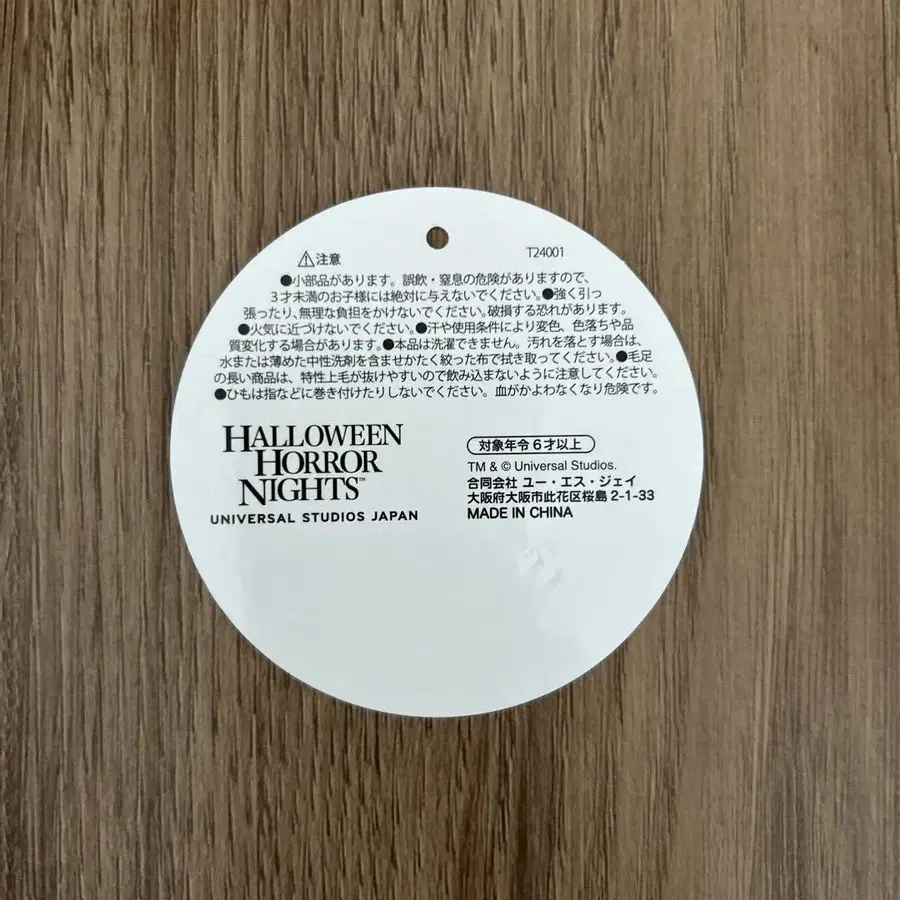 ⚠注意 T24001
●小部品があります。誤飲・窒息の危険がありますので、
3才未満のお子様には絶対に与えないでください。●強く引っ
張ったり、無理な負担をかけないでください。破損する恐れがあります。
●火気に近づけないでください。●汗や使用条件により変色、色落ちや品
質変化する場合があります。●本品は洗濯できません。汚れを落とす場合は、
水または薄めた中性洗剤を含ませかたく絞った布で拭き取ってください。●毛足
の長い商品は、特性上毛が抜けやすいので飲み込まないように注意してください。
●ひもは指などに巻き付けたりしないでください。血がかよわなくなり危険です。
HALLOWEEN
HORROR
NIGHTS™
UNIVERSAL STUDIOS JAPAN
対象年令6才以上
TM & © Universal Studios.
合同会社 ユー・エス・ジェイ
大阪府大阪市此花区桜島 2-1-33
MADE IN CHINA